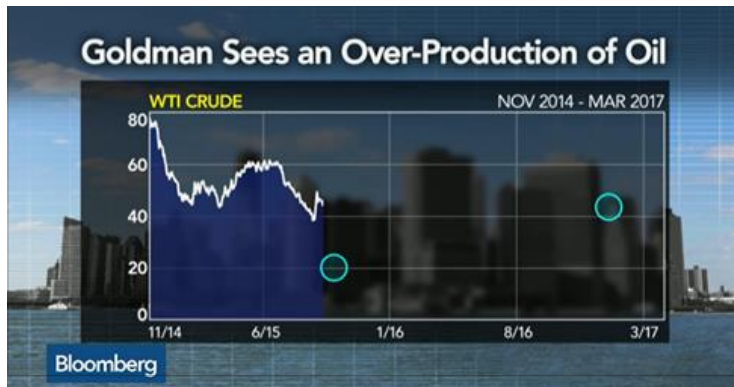 Goldman Sees an Over-Production of Oil
WTI CRUDE NOV 2014 - MAR 2017
80
60
40
20
0
11/14 6/15 1/16 8/16 3/17
Bloomberg